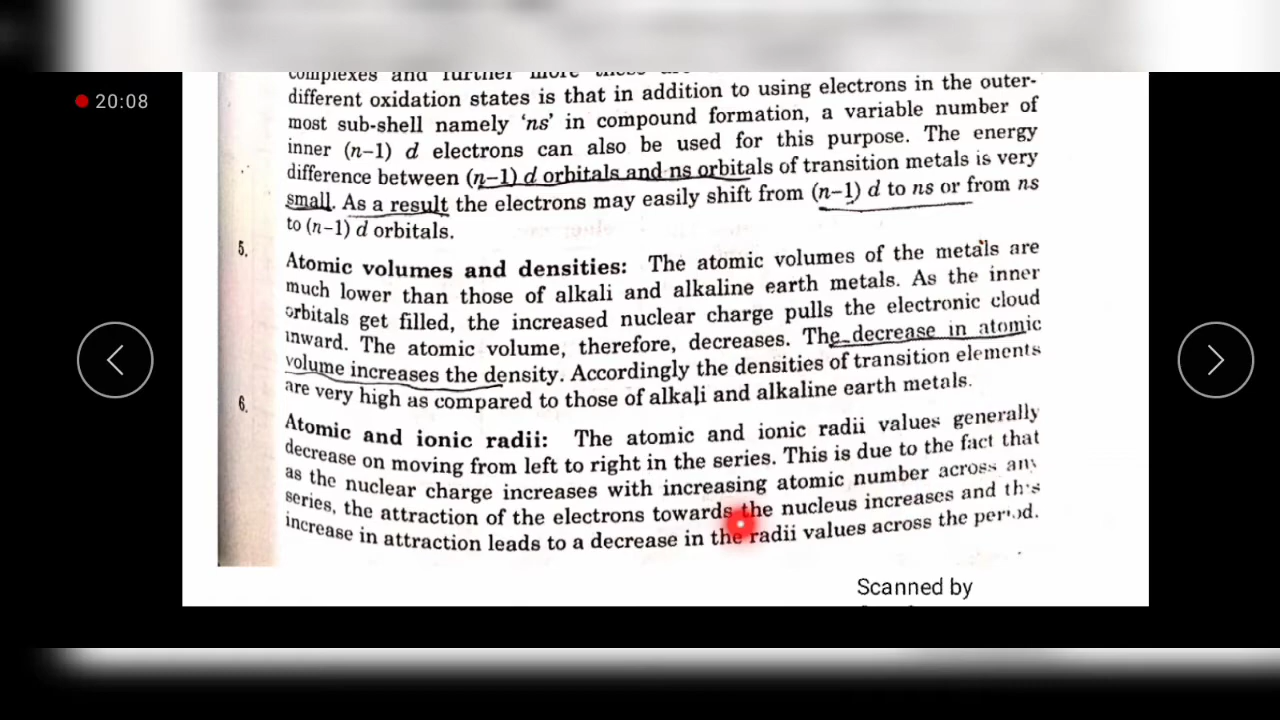 20:08
complexes and further more
different oxidation states is that in addition to using electrons in the outer-
most sub-shell namely 'ns' in compound formation, a variable number of
inner (n−1) d electrons can also be used for this purpose. The energy
difference between (n−1) d orbitals and ns orbitals of transition metals is very
small. As a result the electrons may easily shift from (n−1) d to ns or from ns
to (n−1) d orbitals.
5.
Atomic volumes and densities: The atomic volumes of the metals are
much lower than those of alkali and alkaline earth metals. As the inner
orbitals get filled, the increased nuclear charge pulls the electronic cloud
inward. The atomic volume, therefore, decreases. The decrease in atomic
volume increases the density. Accordingly the densities of transition elements
are very high as compared to those of alkali and alkaline earth metals.
6.
Atomic and ionic radii: The atomic and ionic radii values generally
decrease on moving from left to right in the series. This is due to the fact that
as the nuclear charge increases with increasing atomic number across any
series, the attraction of the electrons towards the nucleus increases and this
increase in attraction leads to a decrease in the radii values across the period.
Scanned by